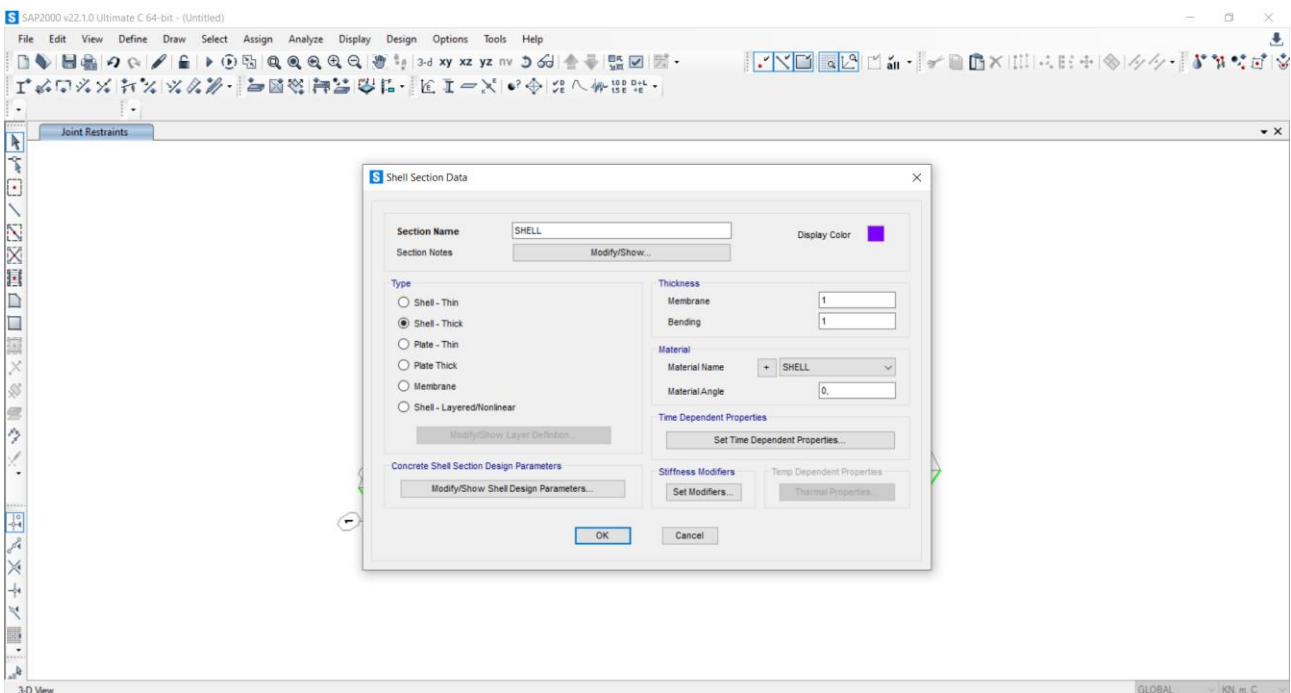 S SAP2000 v22.1.0 Ultimate C 64-bit - (Untitled)
File Edit View Define Draw Select Assign Analyze Display Design Options Tools Help
3-d xy xz yz nv
Joint Restraints
S Shell Section Data
Section Name SHELL Display Color
Section Notes Modify/Show...
Type
Shell - Thin
Shell - Thick
Plate - Thin
Plate Thick
Membrane
Shell - Layered/Nonlinear
Modify/Show Layer Definition...
Concrete Shell Section Design Parameters
Modify/Show Shell Design Parameters...
Thickness
Membrane 1
Bending 1
Material
Material Name + SHELL
Material Angle 0,
Time Dependent Properties
Set Time Dependent Properties...
Stiffness Modifiers
Set Modifiers...
Temp Dependent Properties
Thermal Properties...
OK Cancel
1
3-D View GLOBAL KN, m, C